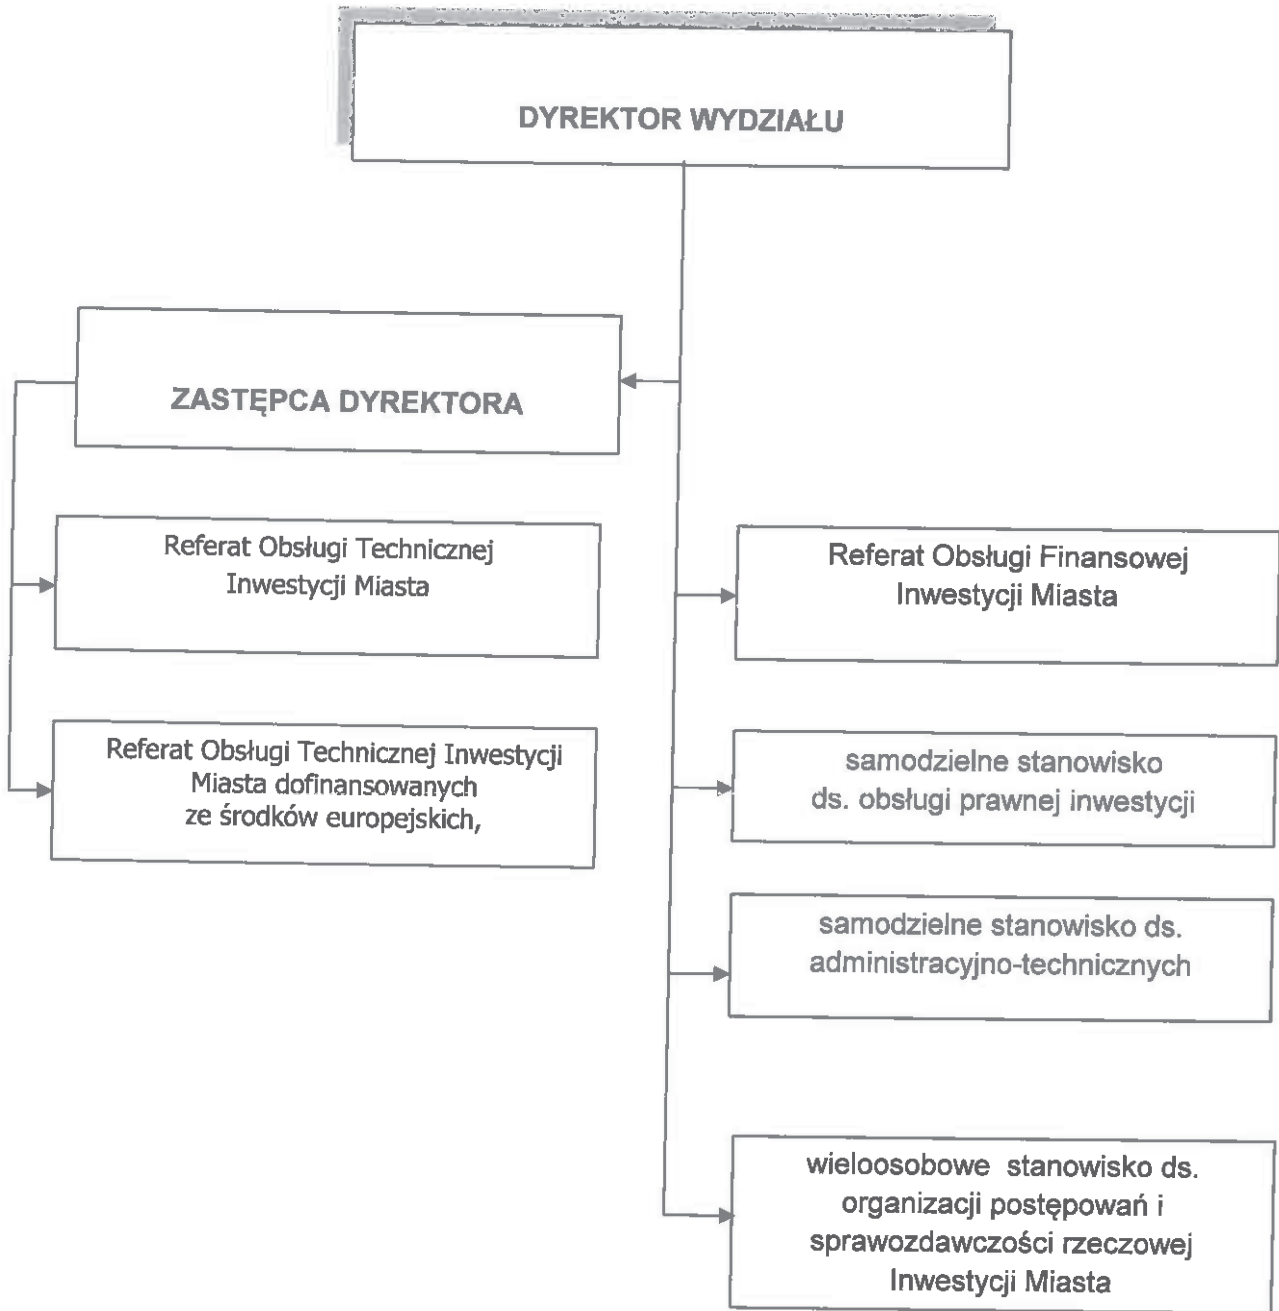 DYREKTOR WYDZIAŁU
ZASTĘPCA DYREKTORA
Referat Obsługi Technicznej
Inwestycji Miasta
Referat Obsługi Technicznej Inwestycji
Miasta dofinansowanych
ze środków europejskich,
Referat Obsługi Finansowej
Inwestycji Miasta
samodzielne stanowisko
ds. obsługi prawnej inwestycji
samodzielne stanowisko ds.
administracyjno-technicznych
wieloosobowe stanowisko ds.
organizacji postępowań i
sprawozdawczości rzeczowej
Inwestycji Miasta